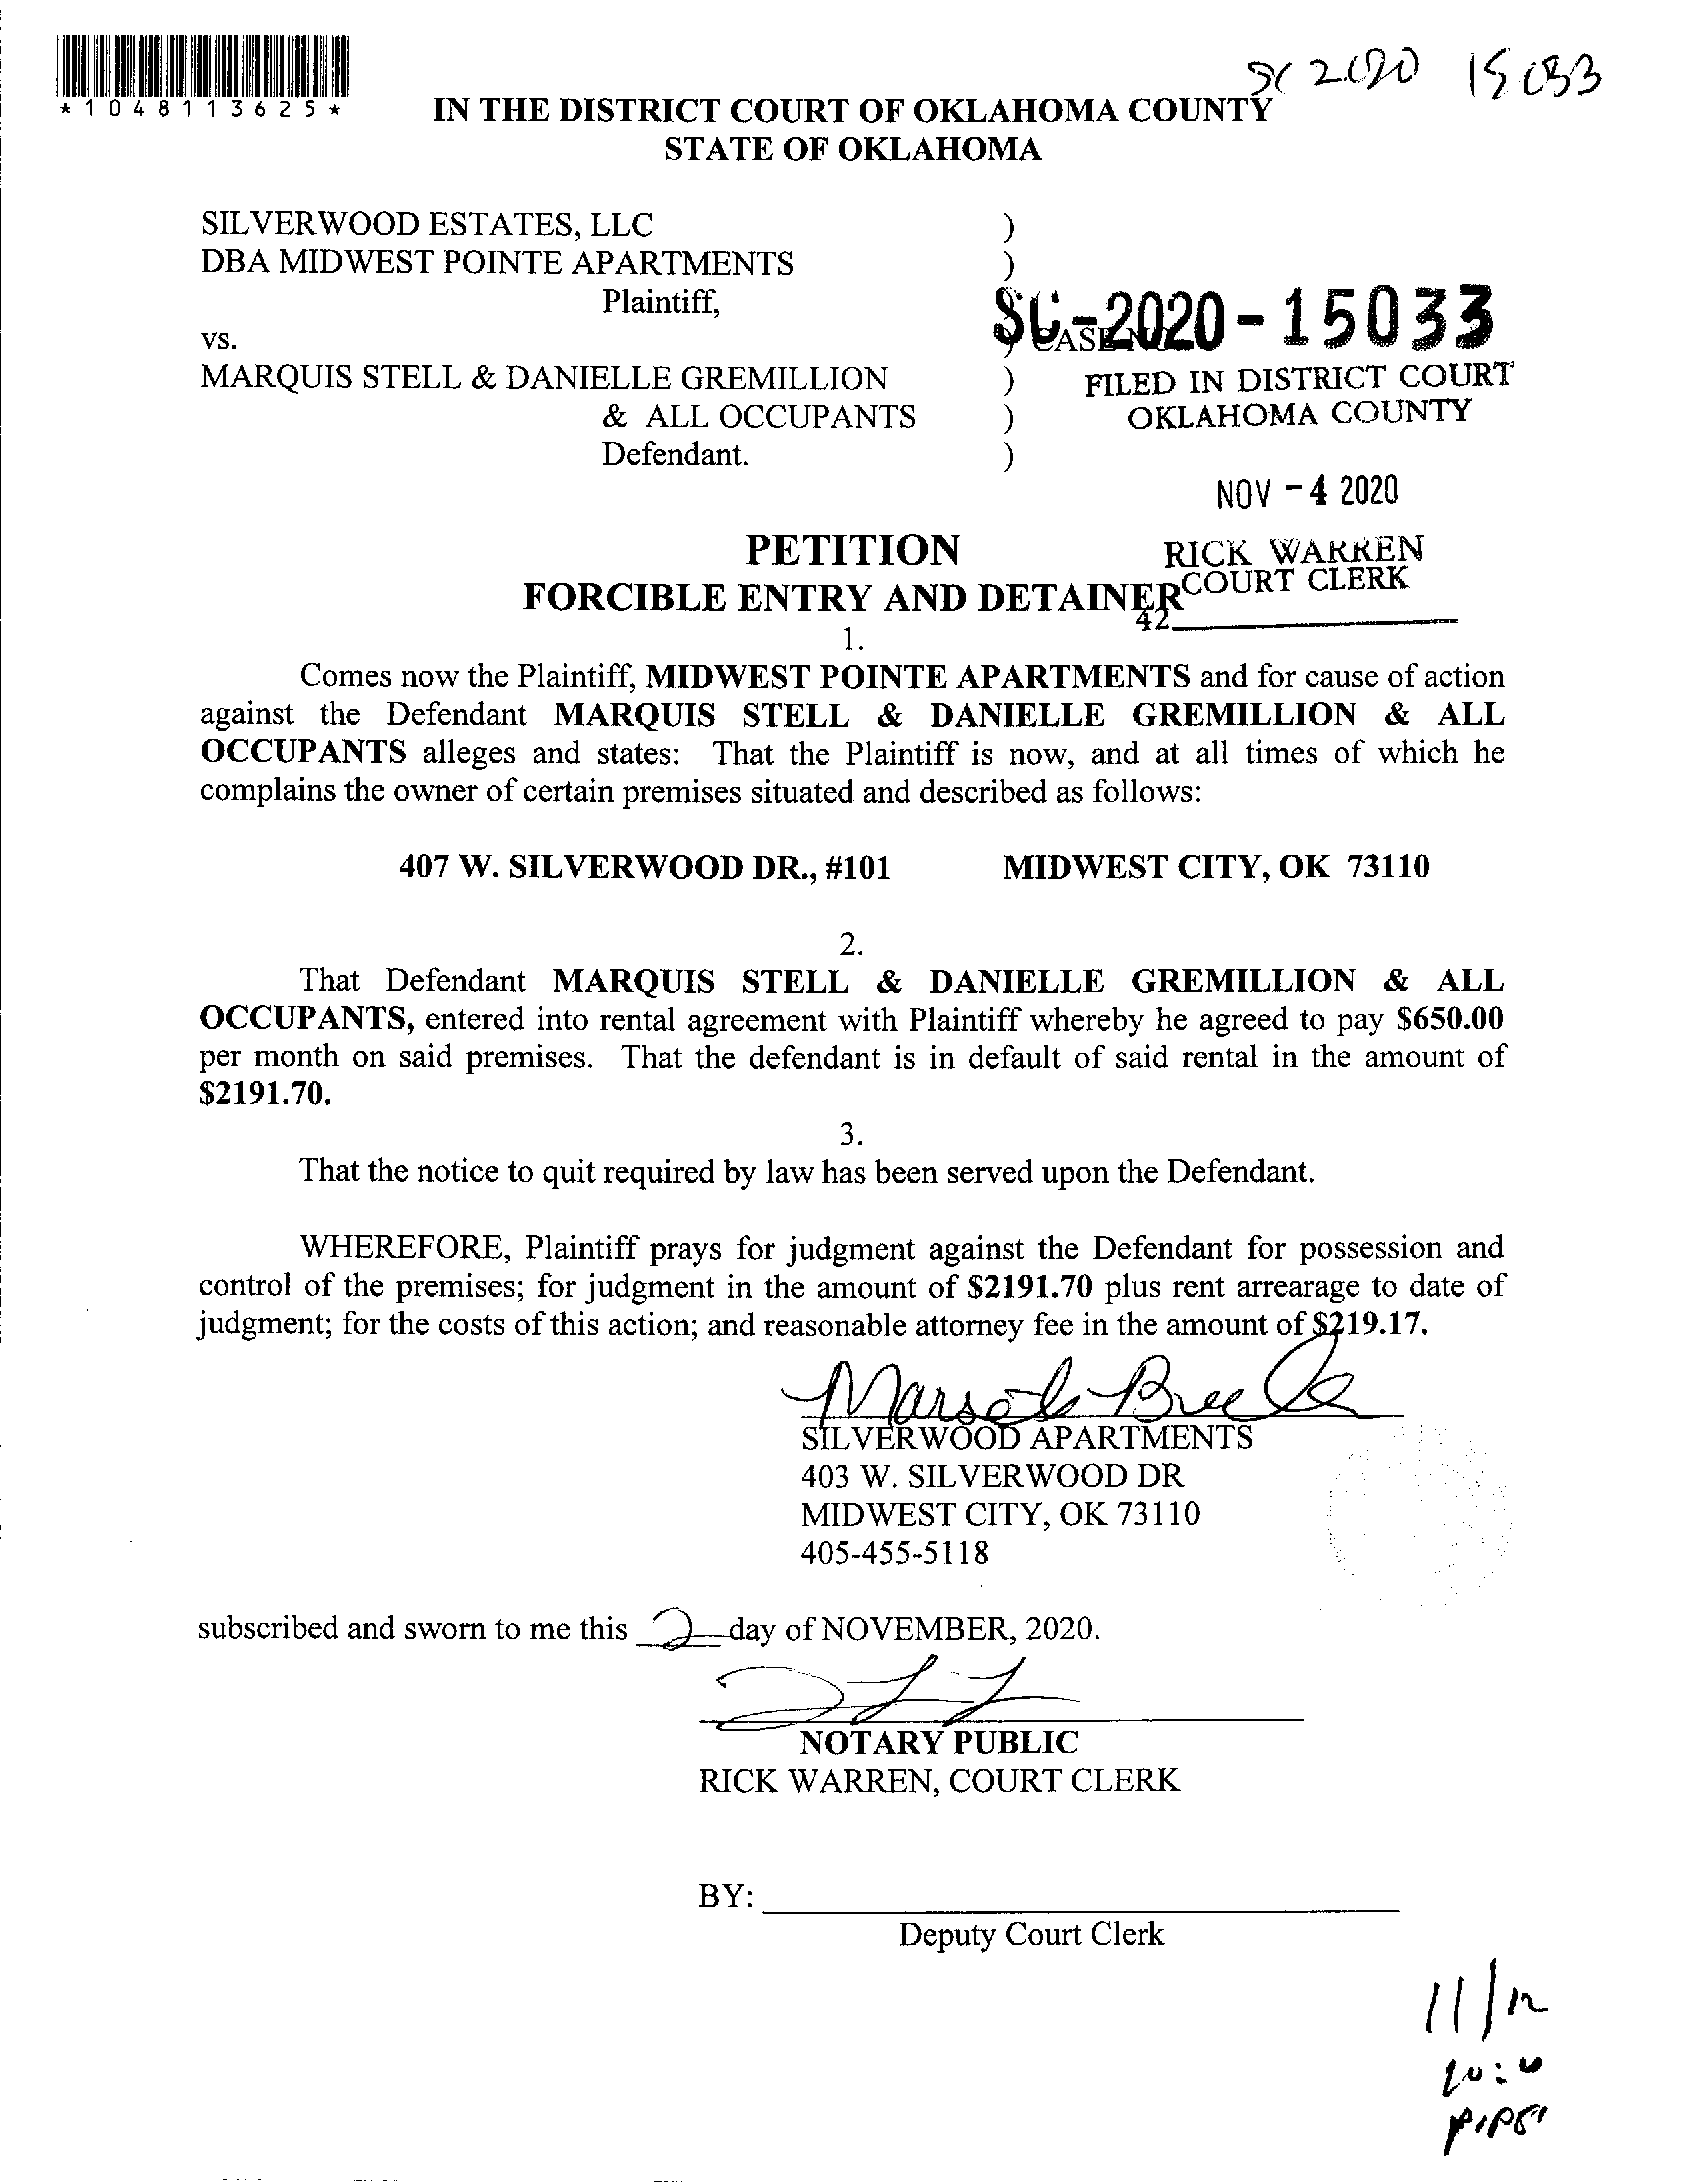 SC 2020 15033
*1048113625*
IN THE DISTRICT COURT OF OKLAHOMA COUNTY
STATE OF OKLAHOMA
SILVERWOOD ESTATES, LLC )
DBA MIDWEST POINTE APARTMENTS )
Plaintiff,
SC-2020-15033
vs. ) CASE NO.
MARQUIS STELL & DANIELLE GREMILLION )
FILED IN DISTRICT COURT
& ALL OCCUPANTS )
OKLAHOMA COUNTY
Defendant. )
NOV -4 2020
PETITION
RICK WARREN
FORCIBLE ENTRY AND DETAINER
COURT CLERK
42
1.
Comes now the Plaintiff, MIDWEST POINTE APARTMENTS and for cause of action
against the Defendant MARQUIS STELL & DANIELLE GREMILLION & ALL
OCCUPANTS alleges and states: That the Plaintiff is now, and at all times of which he
complains the owner of certain premises situated and described as follows:
407 W. SILVERWOOD DR., #101 MIDWEST CITY, OK 73110
2.
That Defendant MARQUIS STELL & DANIELLE GREMILLION & ALL
OCCUPANTS, entered into rental agreement with Plaintiff whereby he agreed to pay $650.00
per month on said premises. That the defendant is in default of said rental in the amount of
$2191.70.
3.
That the notice to quit required by law has been served upon the Defendant.
WHEREFORE, Plaintiff prays for judgment against the Defendant for possession and
control of the premises; for judgment in the amount of $2191.70 plus rent arrearage to date of
judgment; for the costs of this action; and reasonable attorney fee in the amount of $219.17.
SILVERWOOD APARTMENTS
403 W. SILVERWOOD DR
MIDWEST CITY, OK 73110
405-455-5118
subscribed and sworn to me this 2 day of NOVEMBER, 2020.
NOTARY PUBLIC
RICK WARREN, COURT CLERK
BY:
Deputy Court Clerk
11/12